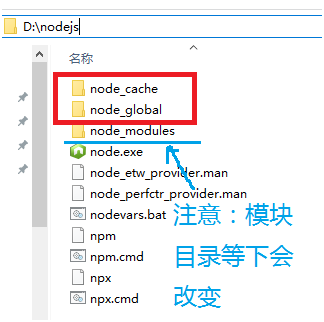 D:\nodejs
名称
node_cache
node_global
node_modules
node.exe
node_etw_provider.man
node_perfctr_provider.man
nodevars.bat
npm
npm.cmd
npx
npx.cmd
注意：模块
目录等下会
改变